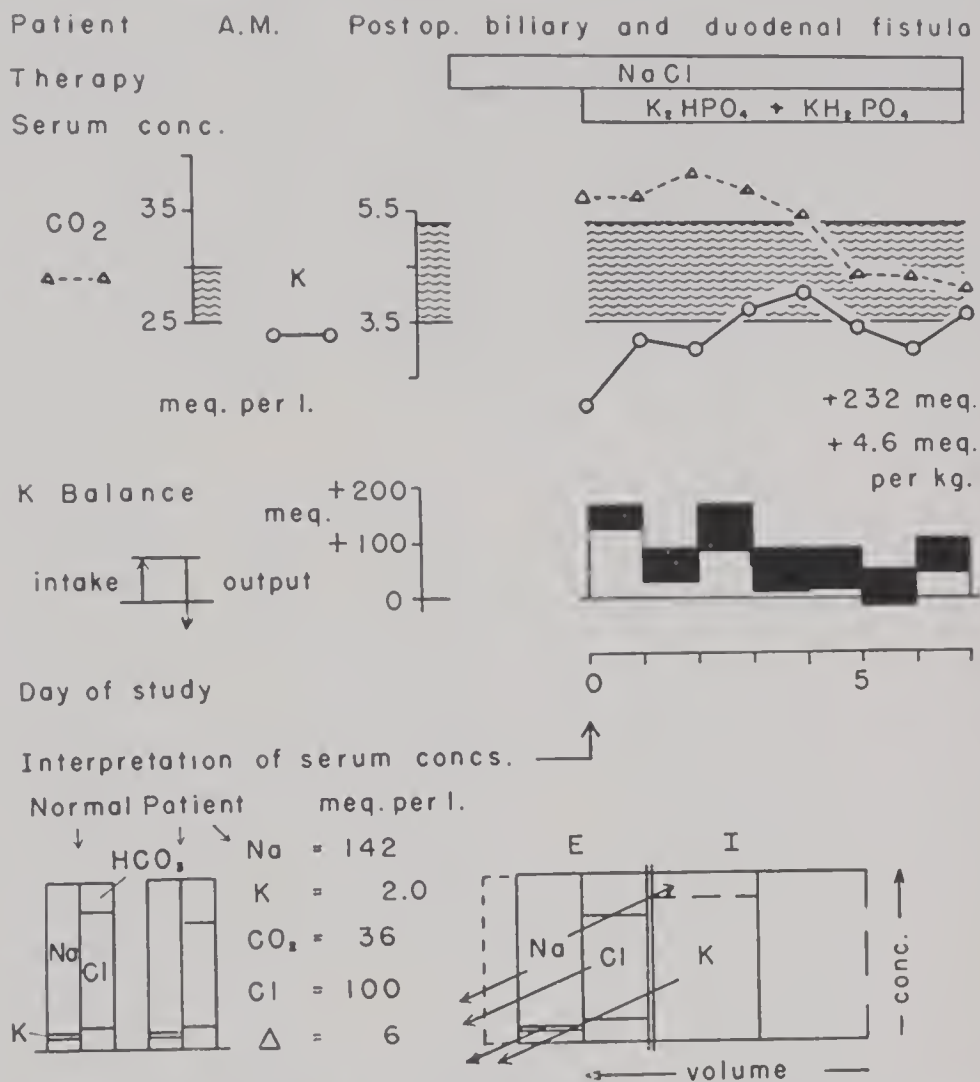 Patient A.M. Postop. biliary and duodenal fistula
Therapy
NaCl
K₂HPO₄ + KH₂PO₄
Serum conc.
CO₂
35
25
K
5.5
3.5
meq. per l.
+232 meq.
+4.6 meq.
per kg.
K Balance
meq.
+200
+100
0
intake output
0 5
Day of study
Interpretation of serum concs.
Normal Patient meq. per l.
HCO₃
Na
Cl
K
Na = 142
K = 2.0
CO₂ = 36
Cl = 100
Δ = 6
E I
Na Cl K
conc.
volume